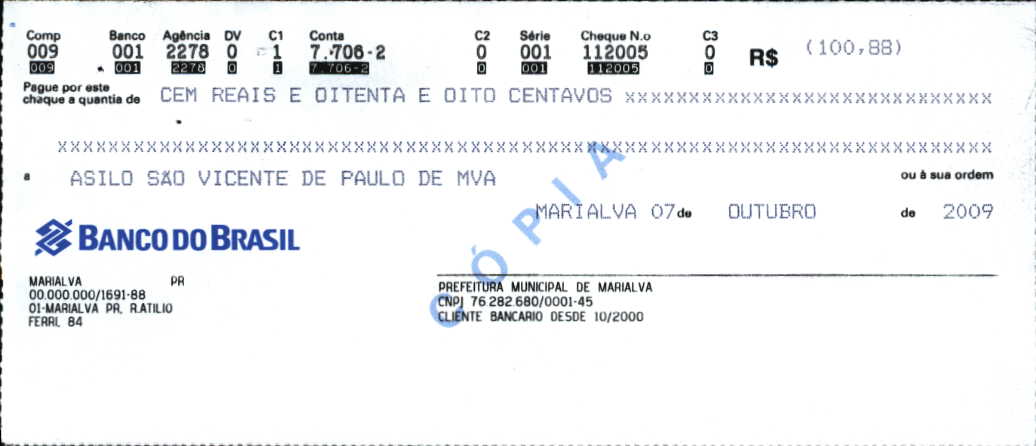 Comp Banco Agência DV C1 Conta C2 Série Cheque N.o C3
009 001 2278 0 1 7.706-2 0 001 112005 0 R$ (100,88)
009 001 2278 0 1 7.706-2 0 001 112005 0
Pague por este
cheque a quantia de CEM REAIS E OITENTA E OITO CENTAVOS xxxxxxxxxxxxxxxxxxxxxxxxxxxxx
xxxxxxxxxxxxxxxxxxxxxxxxxxxxxxxxxxxxxxxxxxxxxxxxxxxxxxxxxxxxxxxxxxxxxxxx
a ASILO SÃO VICENTE DE PAULO DE MVA ou à sua ordem
MARIALVA 07 de OUTUBRO de 2009
BANCO DO BRASIL
CÓPIA
MARIALVA PR
00.000.000/1691-88
01-MARIALVA PR, R.ATILIO
FERRI, 84
PREFEITURA MUNICIPAL DE MARIALVA
CNPJ 76.282.680/0001-45
CLIENTE BANCARIO DESDE 10/2000